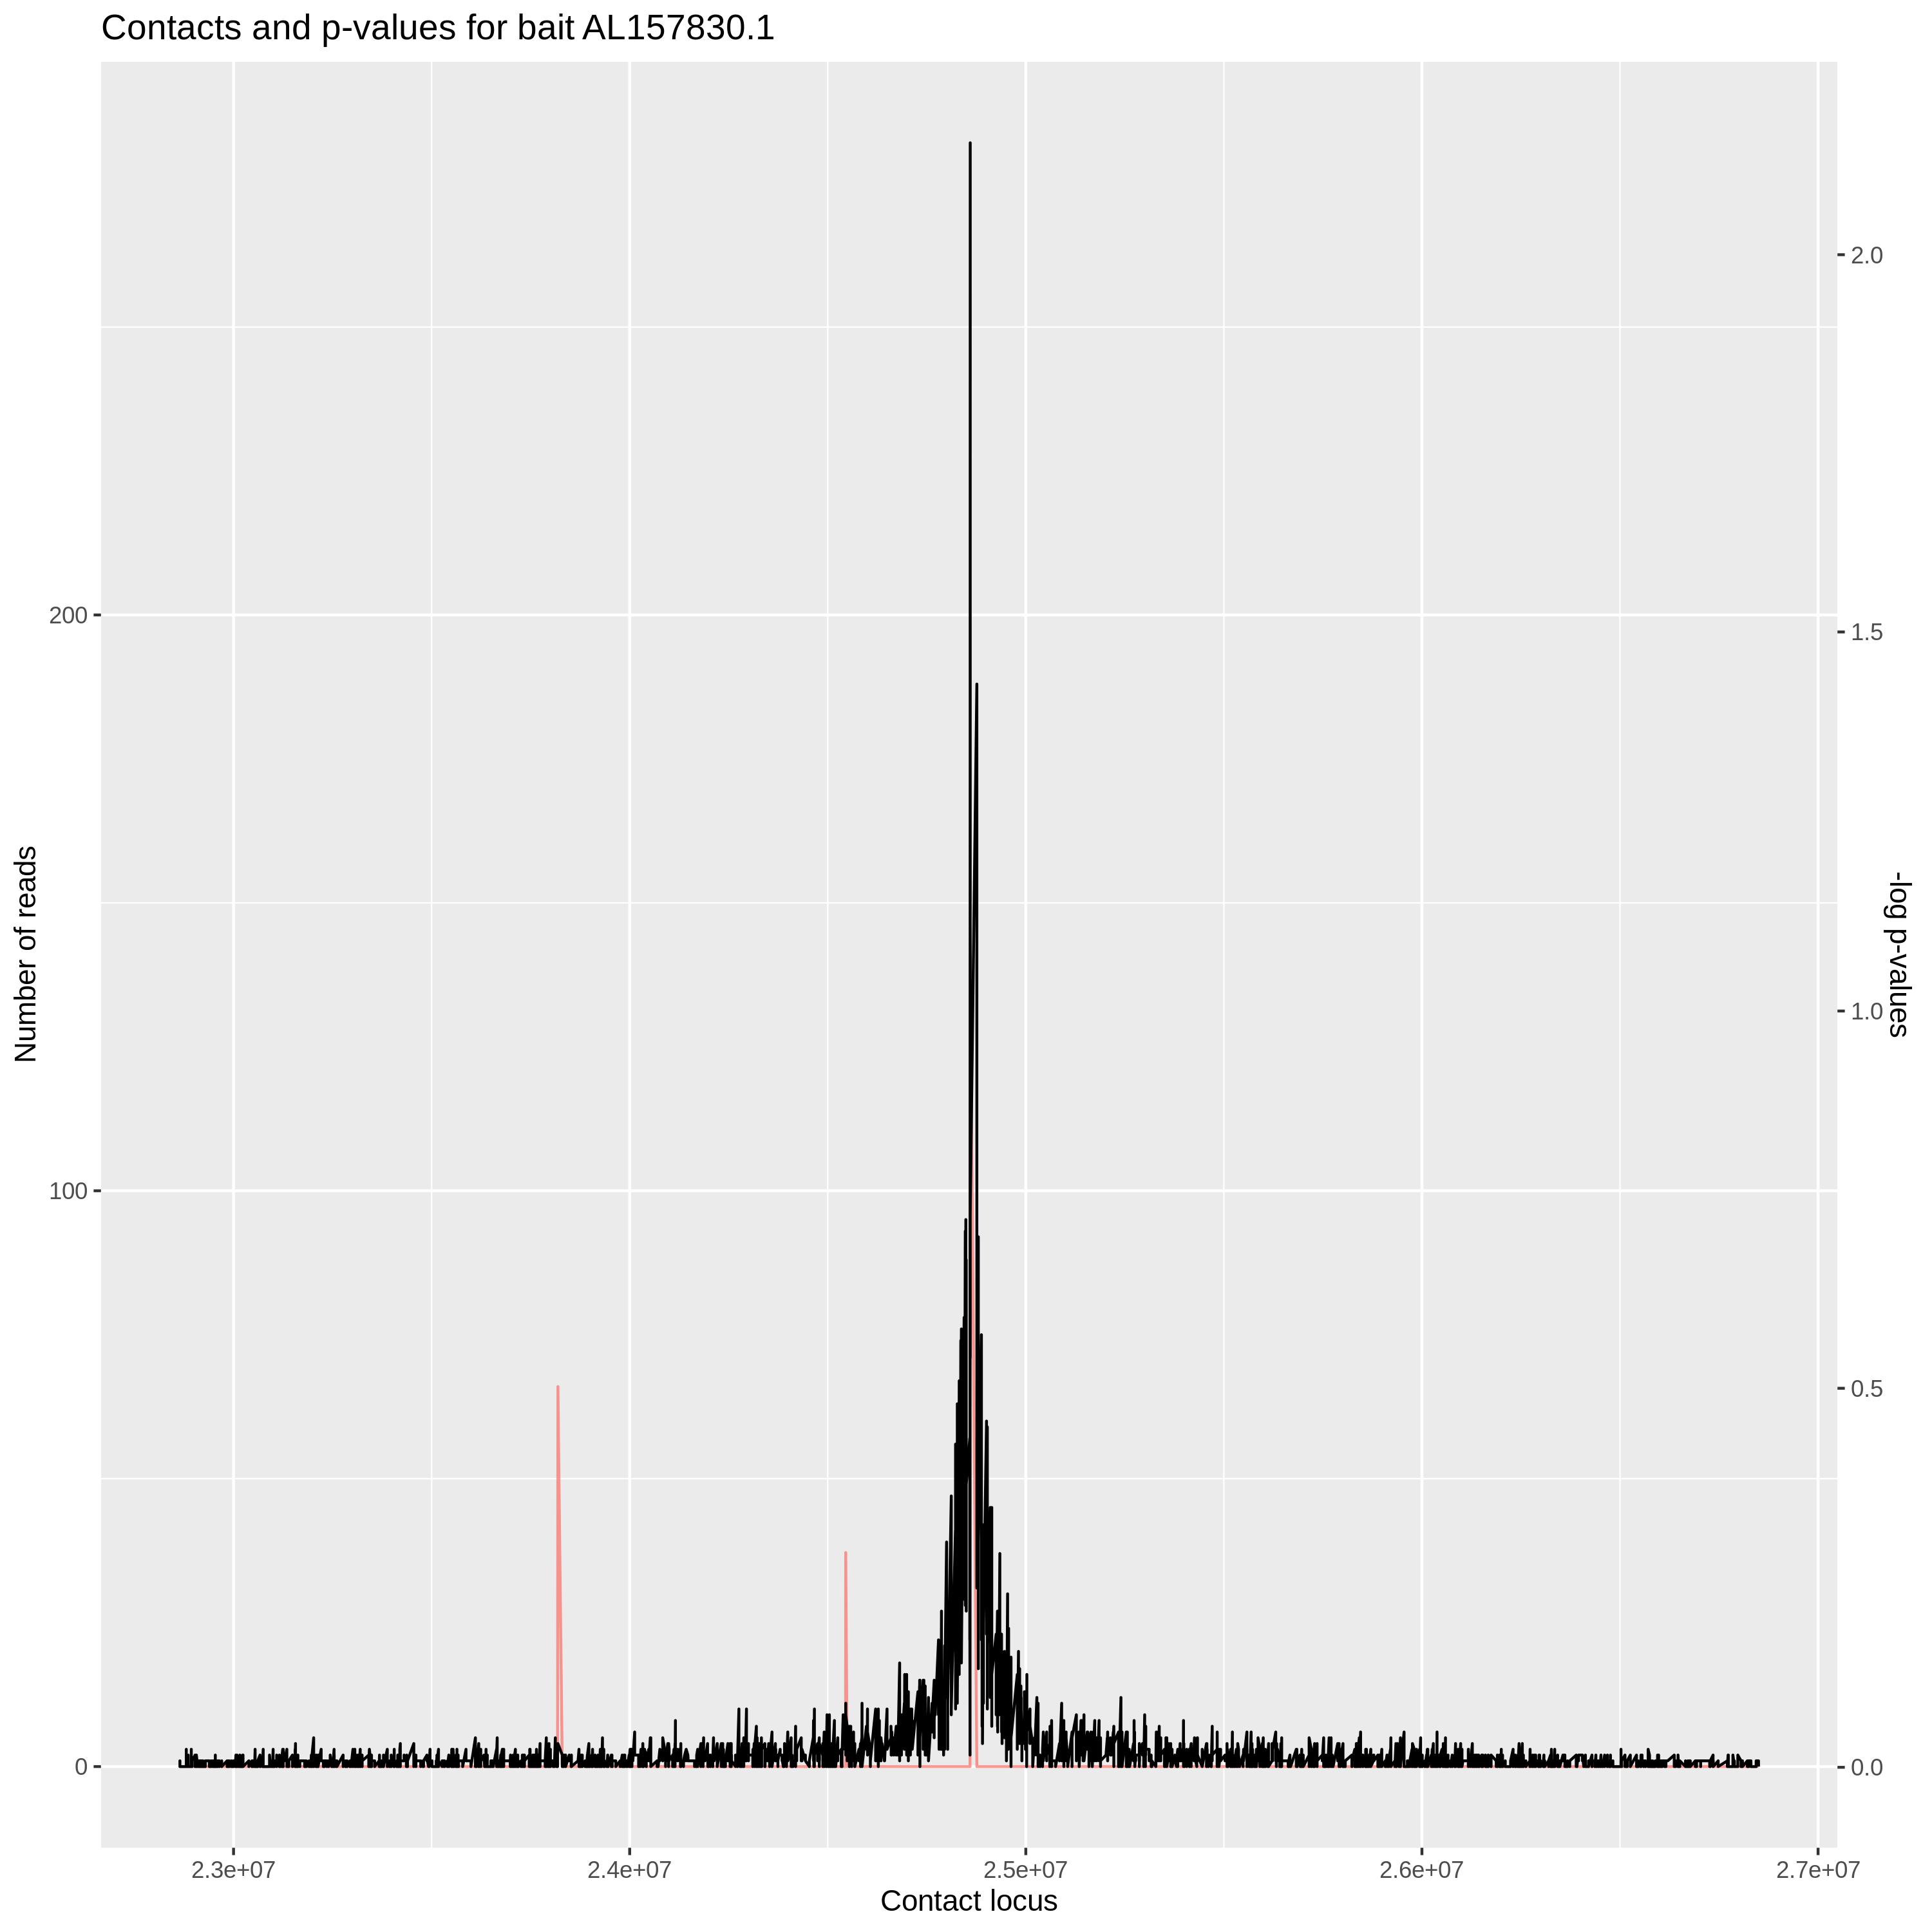 Contacts and p-values for bait AL157830.1
Number of reads
200
100
0
2.0
1.5
1.0
0.5
0.0
-log p-values
2.3e+07
2.4e+07
2.5e+07
2.6e+07
2.7e+07
Contact locus